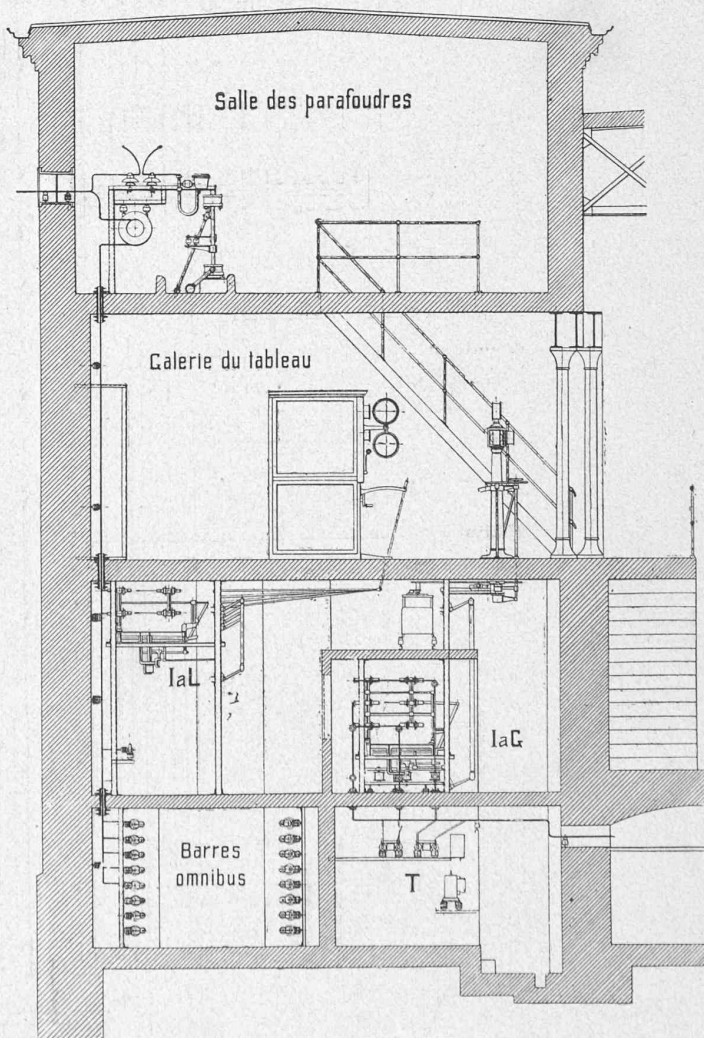 Salle des parafoudres
Galerie du tableau
IaL
IaG
Barres
omnibus
T